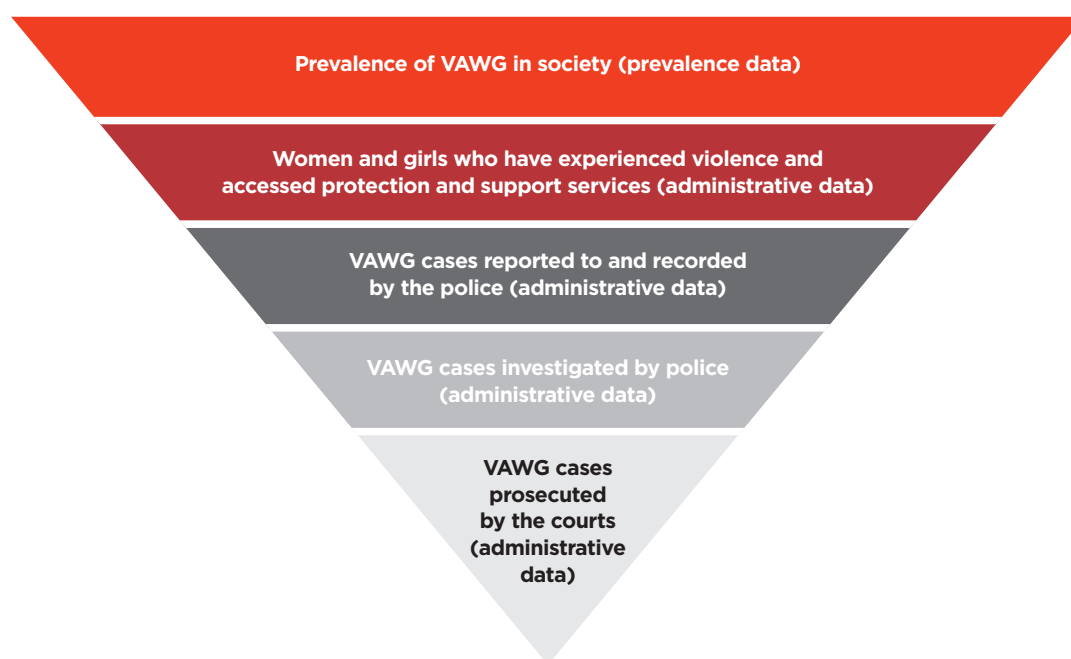 Prevalence of VAWG in society (prevalence data)
Women and girls who have experienced violence and
accessed protection and support services (administrative data)
VAWG cases reported to and recorded
by the police (administrative data)
VAWG cases investigated by police
(administrative data)
VAWG cases
prosecuted
by the courts
(administrative
data)